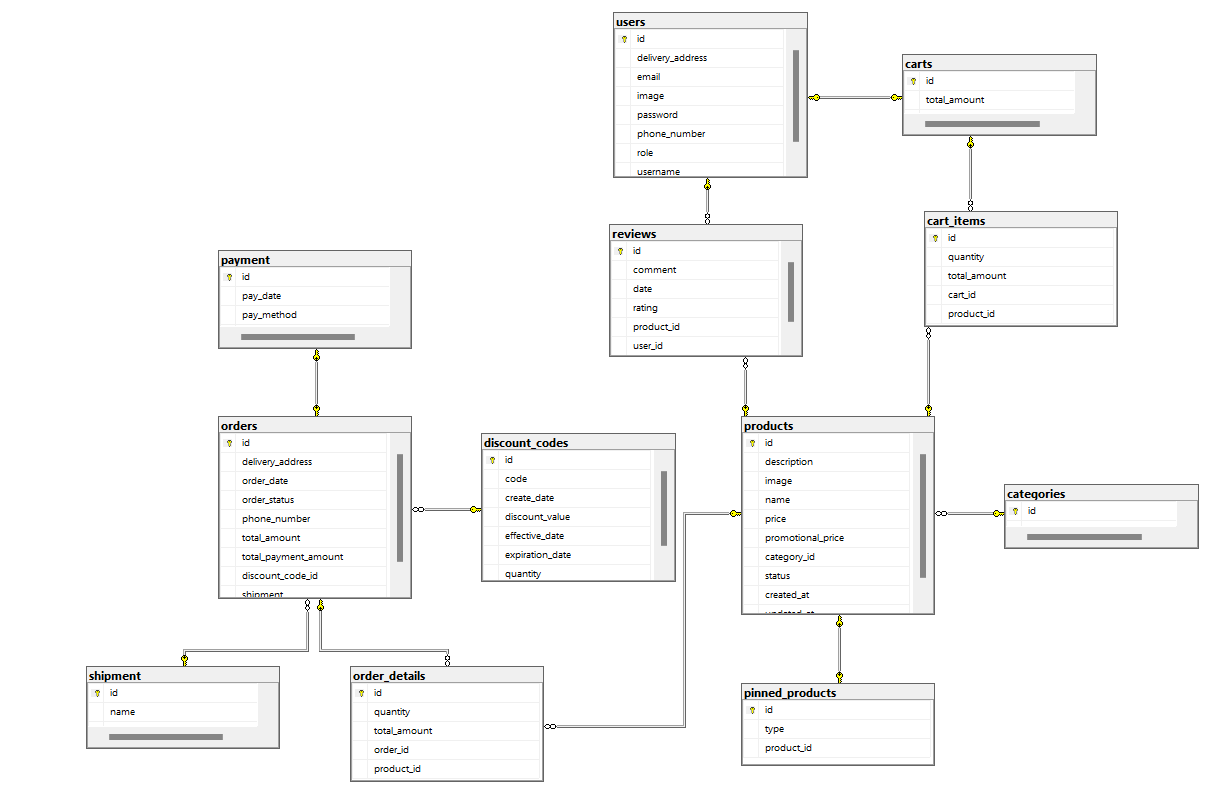 users
id
delivery_address
email
image
password
phone_number
role
username
carts
id
total_amount
reviews
id
comment
date
rating
product_id
user_id
cart_items
id
quantity
total_amount
cart_id
product_id
payment
id
pay_date
pay_method
orders
id
delivery_address
order_date
order_status
phone_number
total_amount
total_payment_amount
discount_code_id
shipment
discount_codes
id
code
create_date
discount_value
effective_date
expiration_date
quantity
products
id
description
image
name
price
promotional_price
category_id
status
created_at
updated_at
categories
id
shipment
id
name
order_details
id
quantity
total_amount
order_id
product_id
pinned_products
id
type
product_id